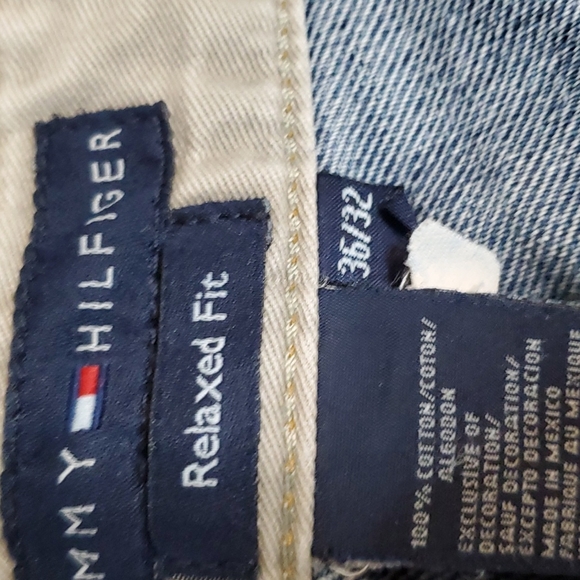 MMY HILFIGER
Relaxed Fit
36/32
100% COTTON/COTON/
ALGODON
EXCLUSIVE OF
DECORATION/
SAUF DECORATION/
EXCEPTO DECORACION
MADE IN MEXICO
FABRIQUE AU MEXIQUE